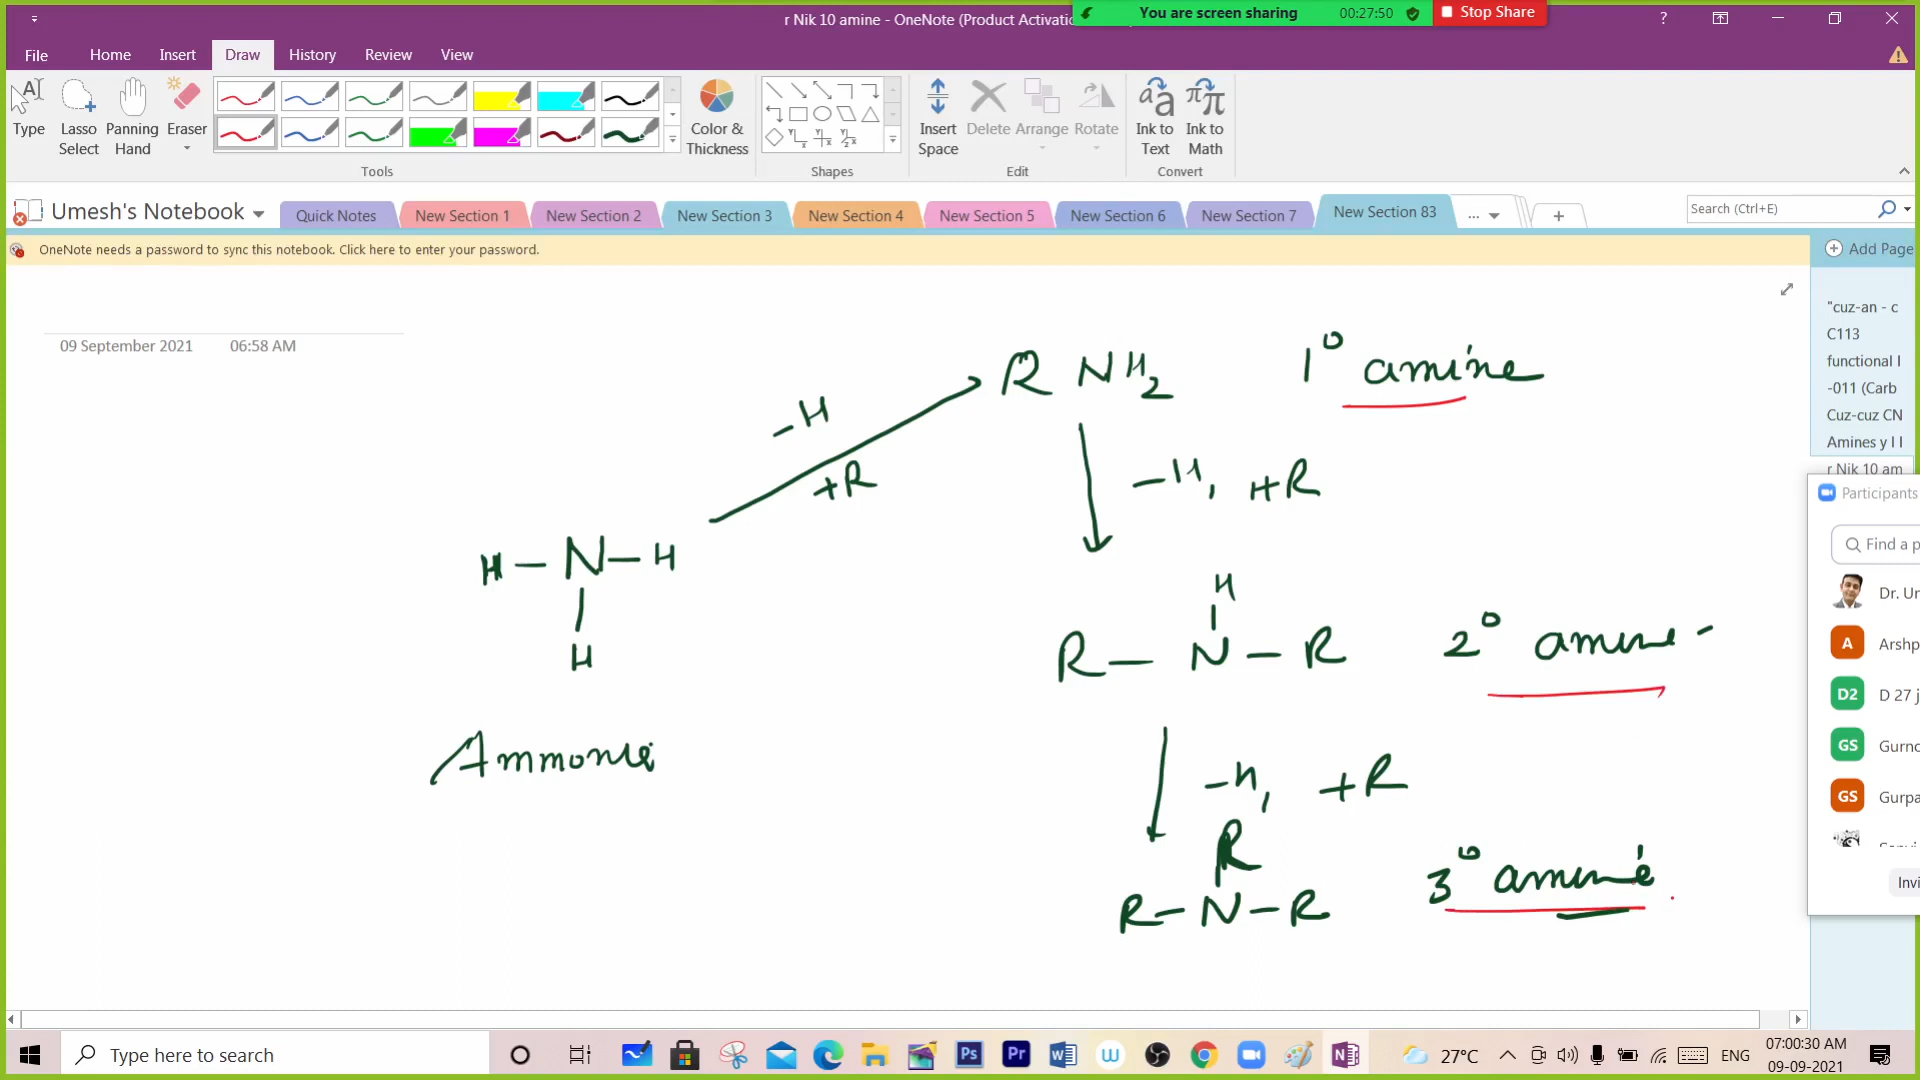 r Nik 10 amine - OneNote (Product Activatio
You are screen sharing
00:27:50
Stop Share
?
File
Home
Insert
Draw
History
Review
View
Type
Lasso
Select
Panning
Hand
Eraser
Color &
Thickness
Insert
Space
Delete
Arrange
Rotate
Ink to
Text
Ink to
Math
Tools
Shapes
Edit
Convert
Umesh's Notebook
Quick Notes
New Section 1
New Section 2
New Section 3
New Section 4
New Section 5
New Section 6
New Section 7
New Section 83
...
Search (Ctrl+E)
OneNote needs a password to sync this notebook. Click here to enter your password.
Add Page
"cuz-an - c
C113
functional I
-011 (Carb
Cuz-cuz CN
Amines y I I
r Nik 10 am
09 September 2021 06:58 AM
R NH2 1° amine
-H
+R
-H, +R
H-N-H
H
Ammonia
H
R-N-R 2° amine -
-H, +R
R
R-N-R 3° amine
Participants
Find a p
Dr. Ur
A Arshp
D2 D 27 j
GS Gurno
GS Gurpa
Invi
Type here to search
Ps
Pr
27°C
ENG
07:00:30 AM
09-09-2021